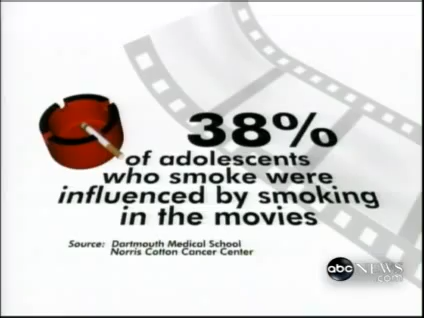 38%
of adolescents
who smoke were
influenced by smoking
in the movies
Source: Dartmouth Medical School
Norris Cotton Cancer Center
abc NEWS
.com